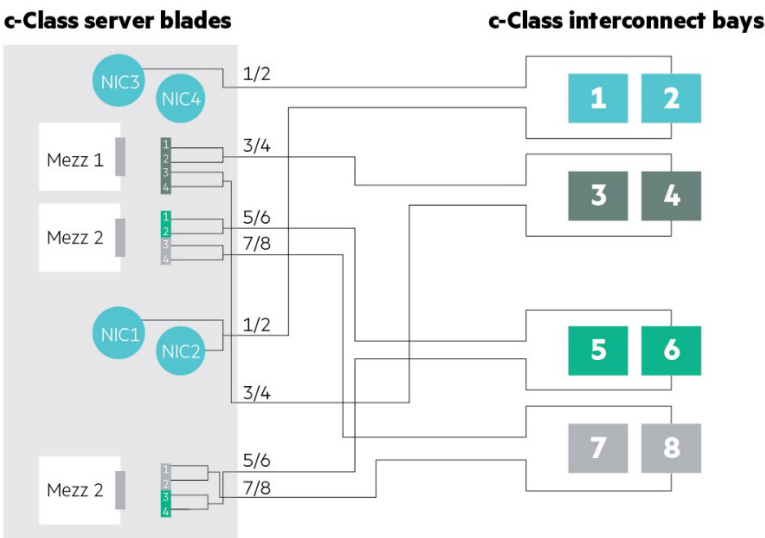 c-Class server blades
c-Class interconnect bays
NIC3
NIC4
1/2
1 2
Mezz 1
1
2
3
4
3/4
3 4
Mezz 2
1
2
3
4
5/6
7/8
NIC1
NIC2
1/2
5 6
3/4
7 8
Mezz 2
1
2
3
4
5/6
7/8